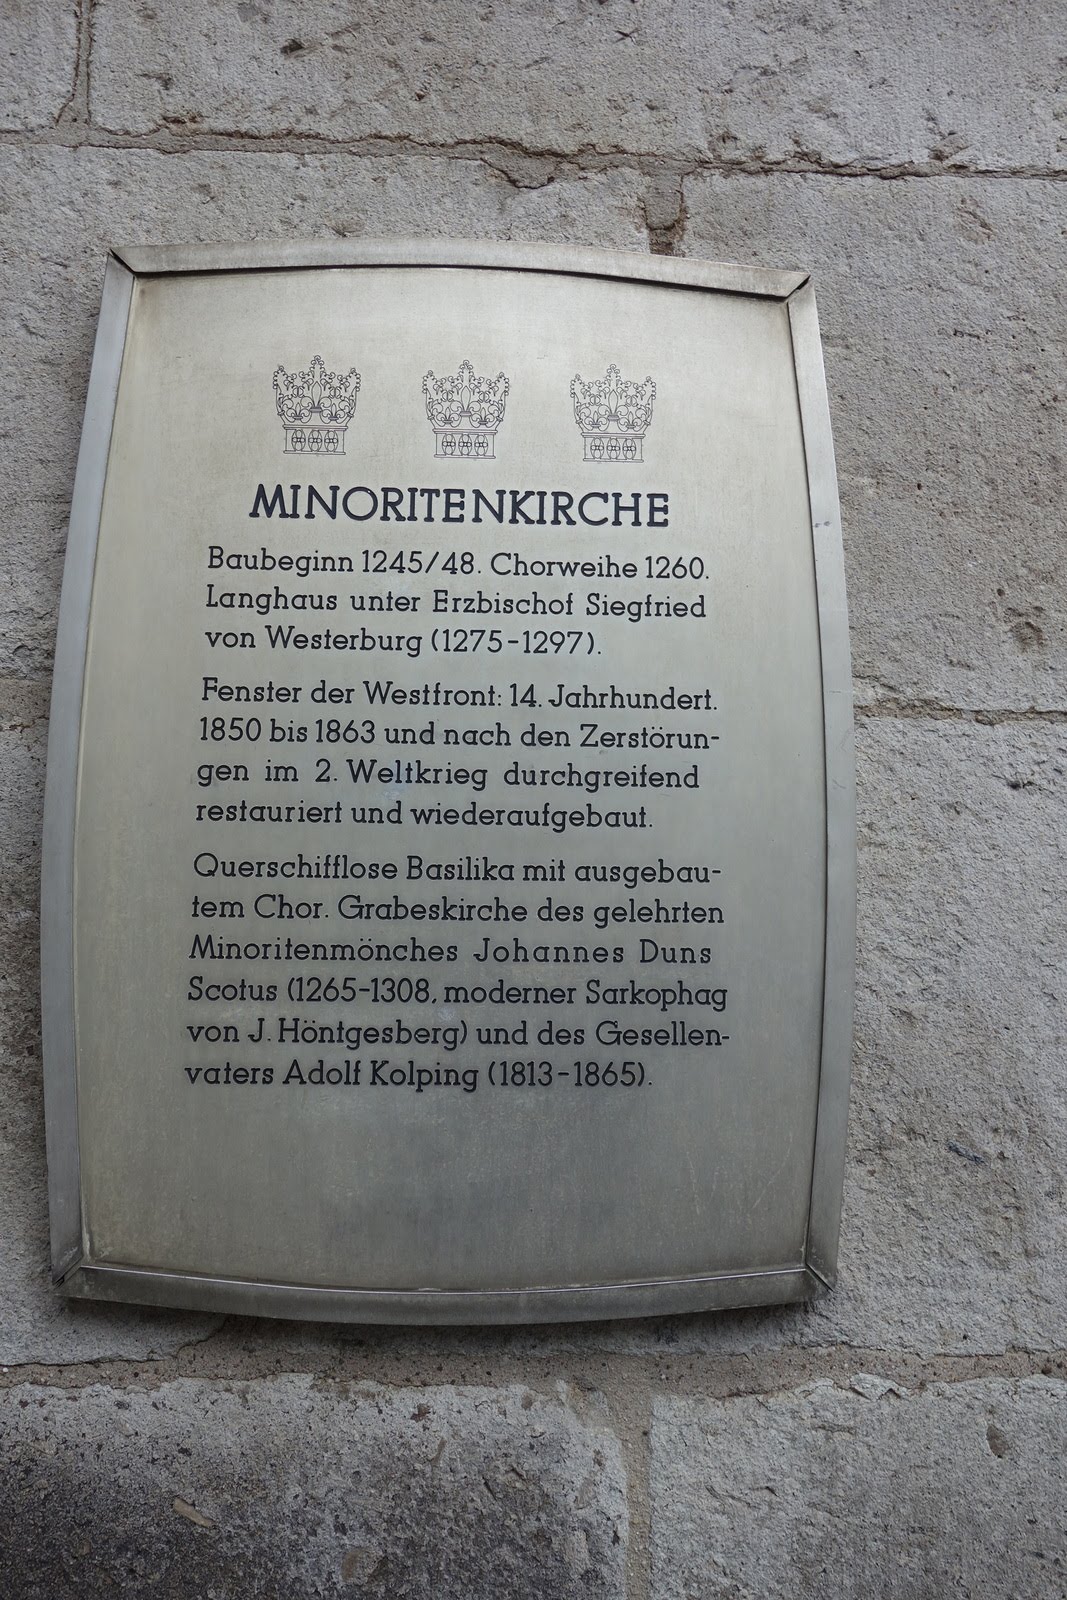 MINORITENKIRCHE
Baubeginn 1245/48. Chorweihe 1260.
Langhaus unter Erzbischof Siegfried
von Westerburg (1275-1297).
Fenster der Westfront: 14. Jahrhundert.
1850 bis 1863 und nach den Zerstörun-
gen im 2. Weltkrieg durchgreifend
restauriert und wiederaufgebaut.
Querschifflose Basilika mit ausgebau-
tem Chor. Grabeskirche des gelehrten
Minoritenmönches Johannes Duns
Scotus (1265-1308, moderner Sarkophag
von J. Höntgesberg) und des Gesellen-
vaters Adolf Kolping (1813-1865).